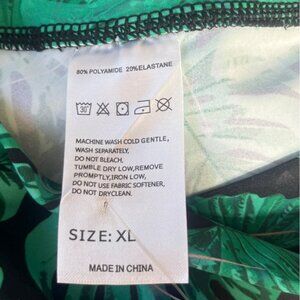 80% POLYAMIDE 20%ELASTANE
30°
MACHINE WASH COLD GENTLE,
WASH SEPARATELY,
DO NOT BLEACH,
TUMBLE DRY LOW,REMOVE
PROMPTLY,IRON LOW,
DO NOT USE FABRIC SOFTENER,
DO NOT DRYCLEAN.
SIZE: XL
MADE IN CHINA